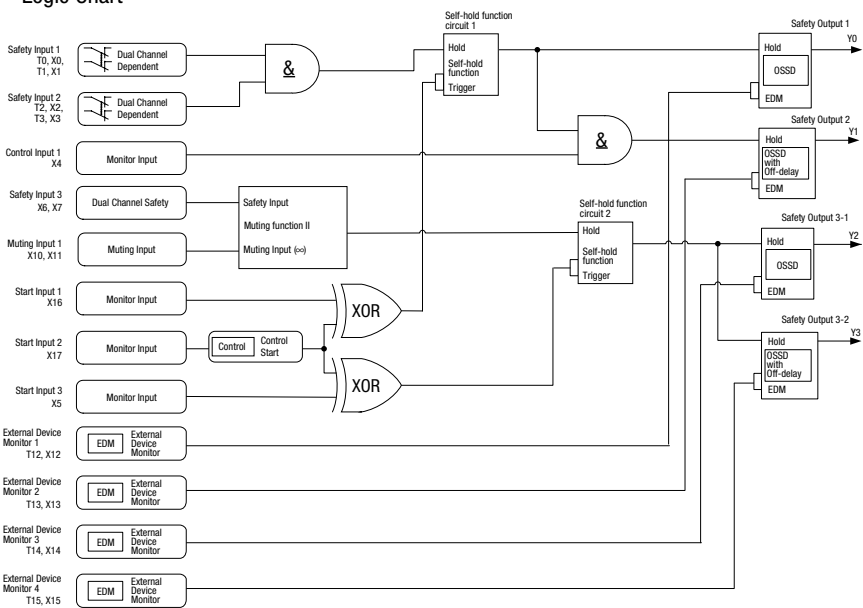 Logic Chart
Safety Input 1
T0, X0,
T1, X1
Dual Channel
Dependent
Safety Input 2
T2, X2,
T3, X3
Dual Channel
Dependent
&
Self-hold function
circuit 1
Hold
Self-hold
function
Trigger
Safety Output 1
Hold
OSSD
EDM
Y0
Control Input 1
X4
Monitor Input
&
Safety Output 2
Hold
OSSD
with
Off-delay
EDM
Y1
Safety Input 3
X6, X7
Dual Channel Safety
Muting Input 1
X10, X11
Muting Input
Safety Input
Muting function II
Muting Input (∞)
Self-hold function
circuit 2
Hold
Self-hold
function
Trigger
Safety Output 3-1
Hold
OSSD
EDM
Y2
Start Input 1
X16
Monitor Input
XOR
Start Input 2
X17
Monitor Input
Control
Control
Start
Safety Output 3-2
Hold
OSSD
with
Off-delay
EDM
Y3
Start Input 3
X5
Monitor Input
XOR
External Device
Monitor 1
T12, X12
EDM
External
Device
Monitor
External Device
Monitor 2
T13, X13
EDM
External
Device
Monitor
External Device
Monitor 3
T14, X14
EDM
External
Device
Monitor
External Device
Monitor 4
T15, X15
EDM
External
Device
Monitor